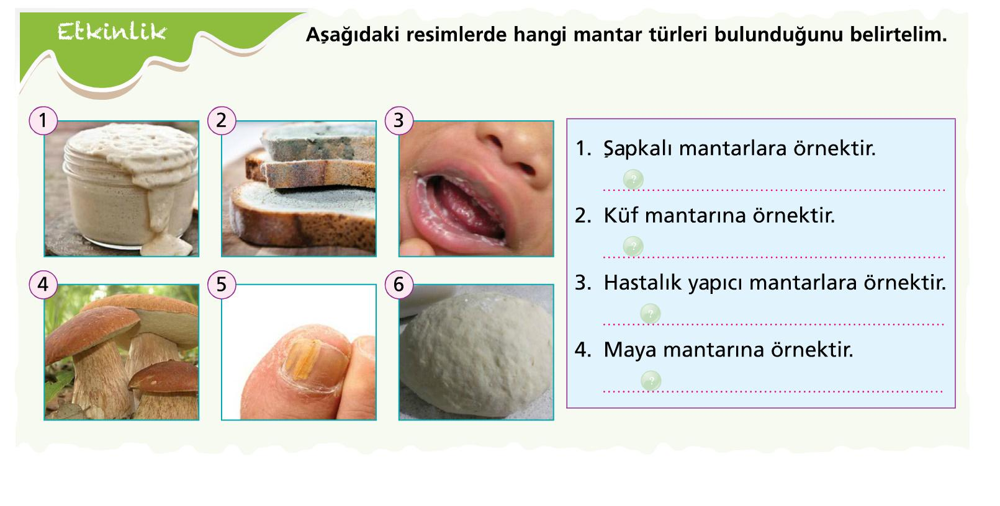 Etkinlik
Aşağıdaki resimlerde hangi mantar türleri bulunduğunu belirtelim.
1
2
3
4
5
6
1. Şapkalı mantarlara örnektir.
?
2. Küf mantarına örnektir.
?
3. Hastalık yapıcı mantarlara örnektir.
?
4. Maya mantarına örnektir.
?